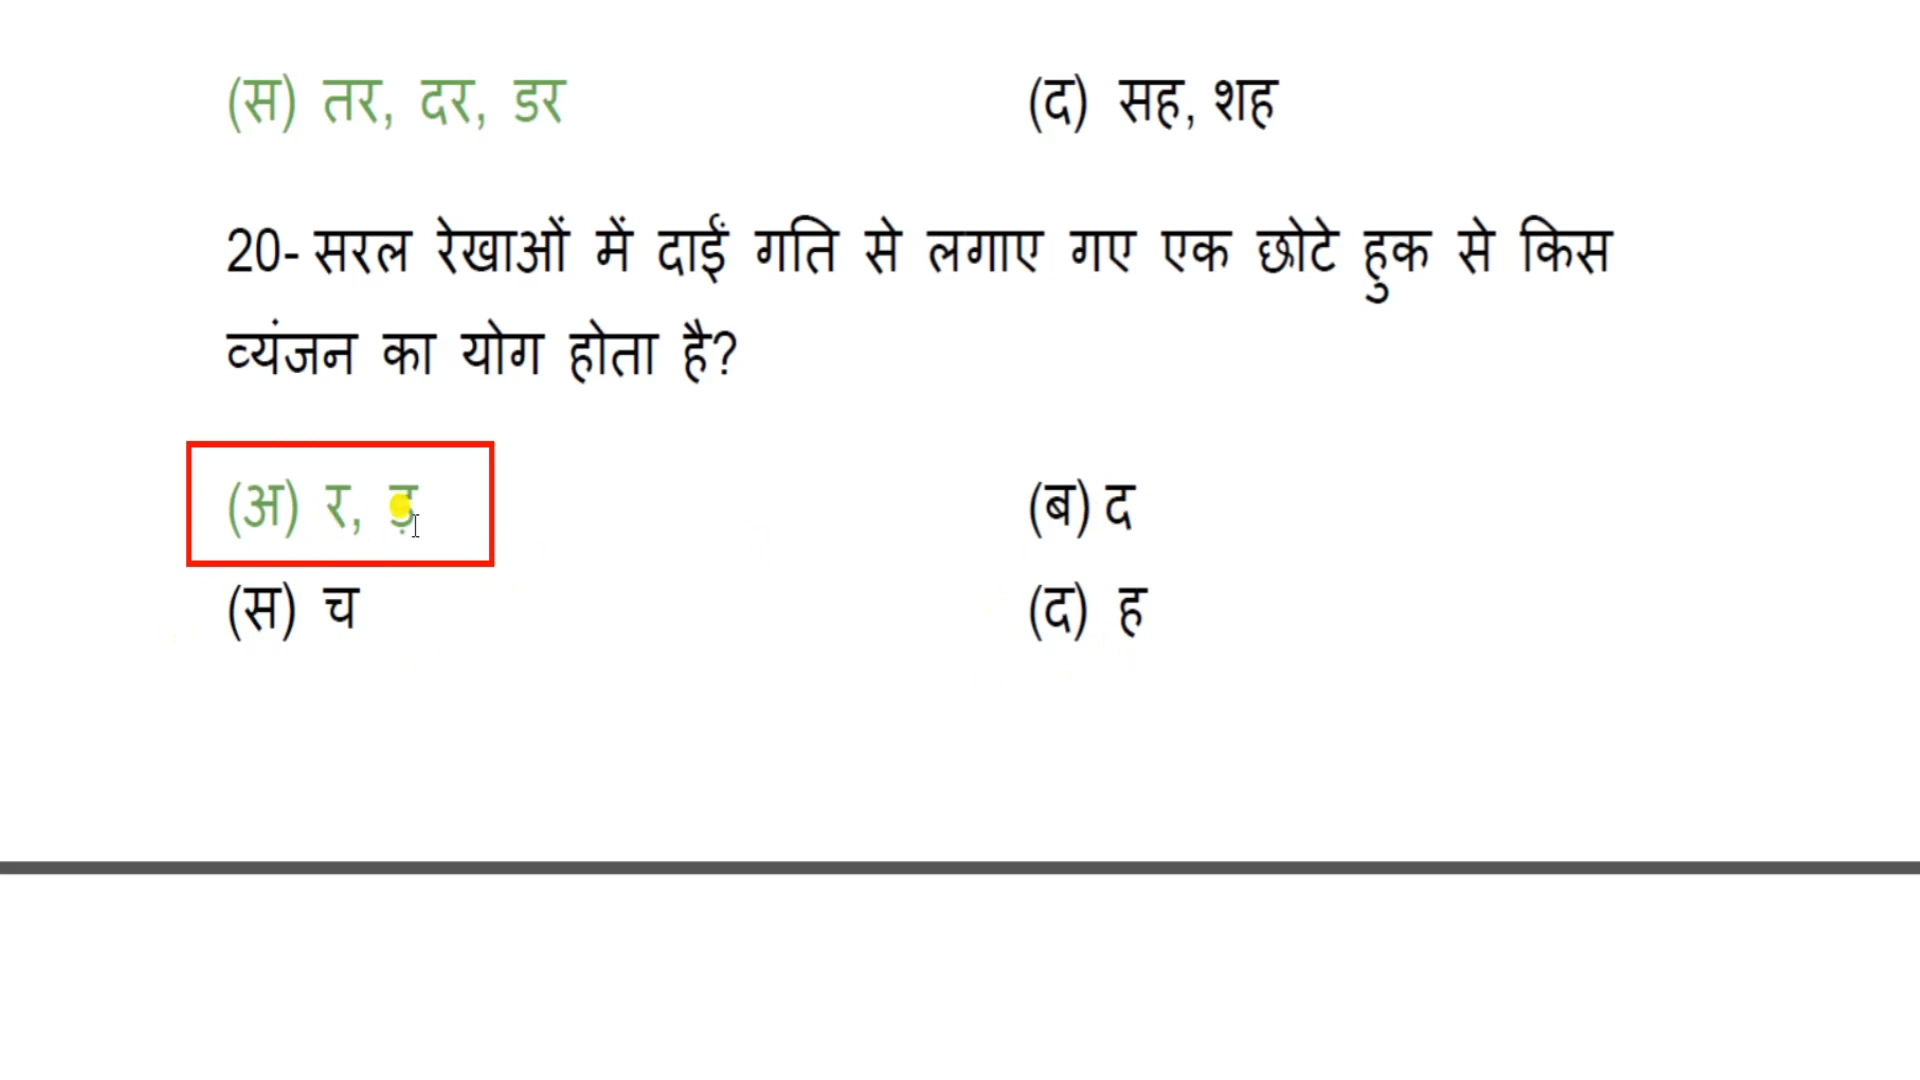 (स) तर, दर, डर (द) सह, शह
20- सरल रेखाओं में दाईं गति से लगाए गए एक छोटे हुक से किस
व्यंजन का योग होता है?
(अ) र, ड़ (ब) द
(स) च (द) ह